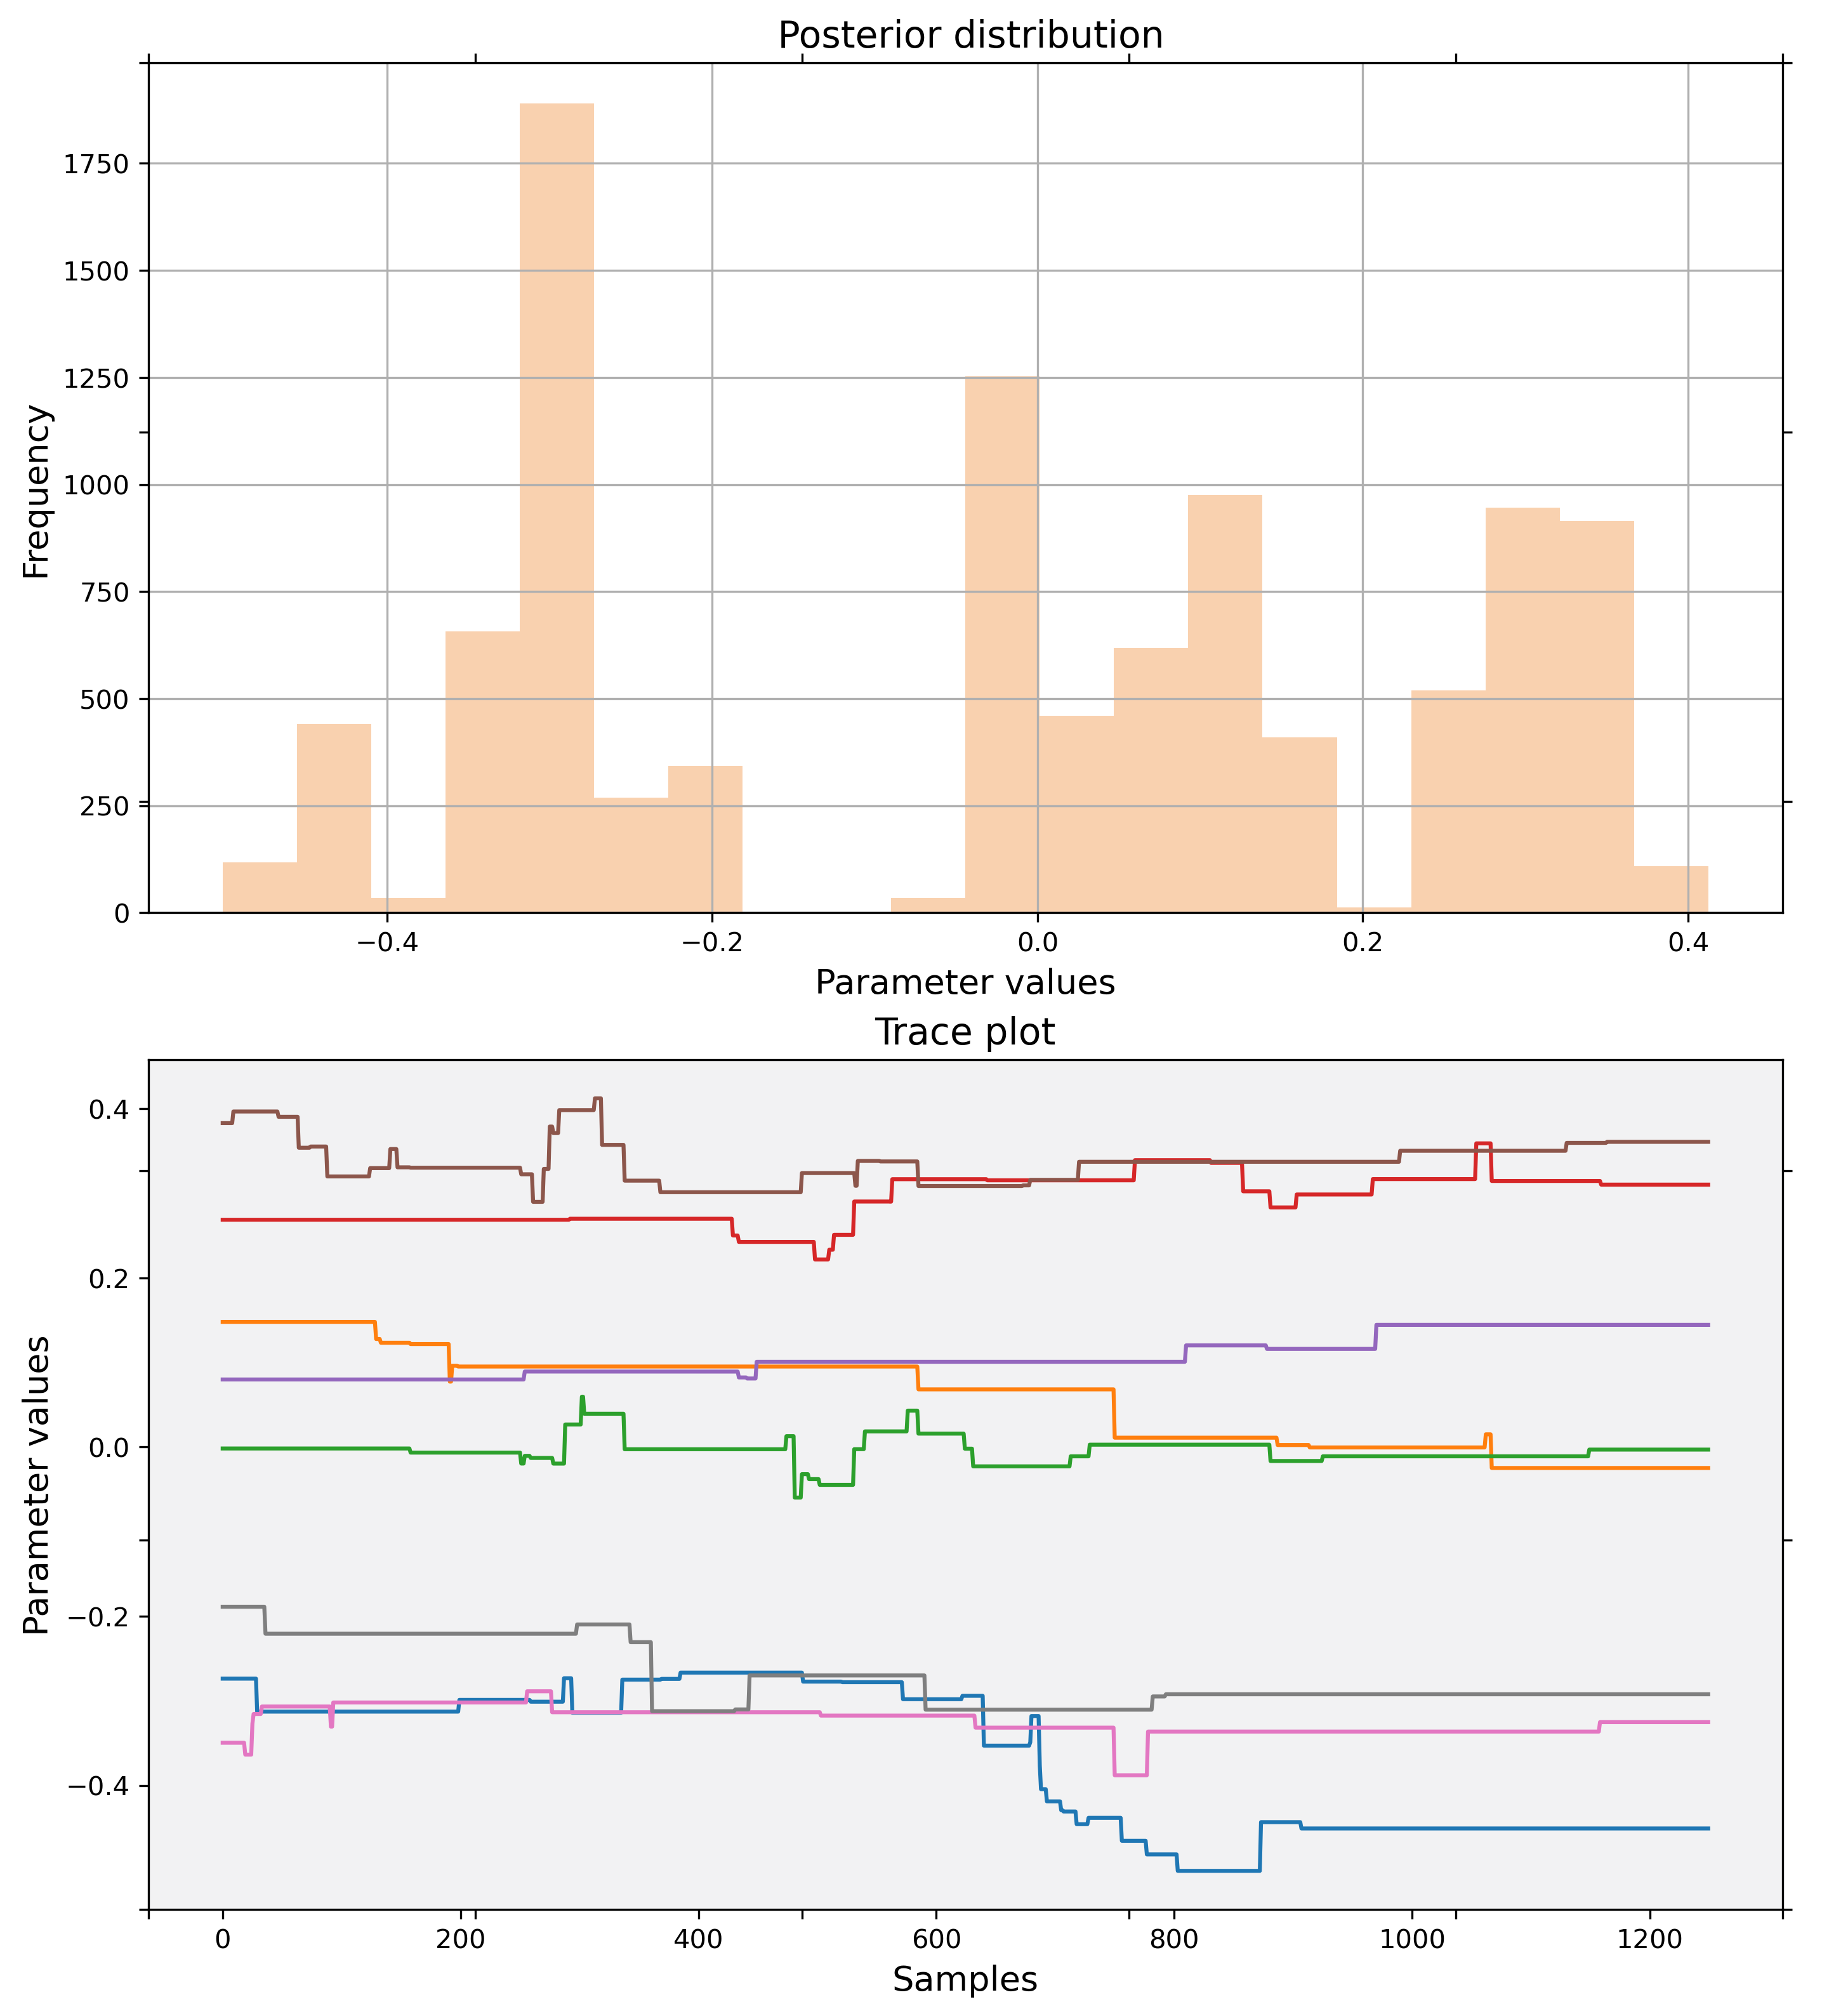 Posterior distribution
Frequency
1750
1500
1250
1000
750
500
250
0
−0.4 −0.2 0.0 0.2 0.4
Parameter values
Trace plot
Parameter values
0.4
0.2
0.0
−0.2
−0.4
0 200 400 600 800 1000 1200
Samples